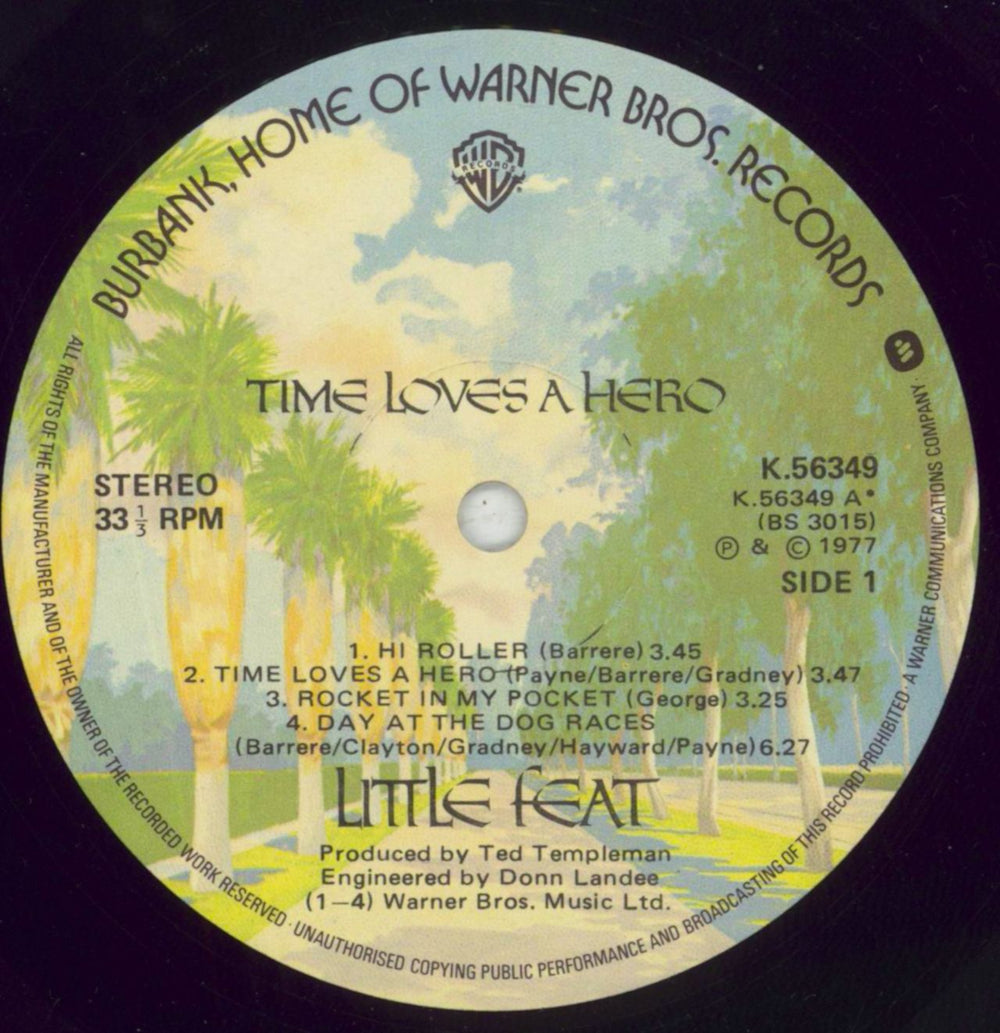 BURBANK, HOME OF WARNER BROS. RECORDS
RECORDS
TIME LOVES A HERO
STEREO
33 1/3 RPM
K.56349
K.56349 A*
(BS 3015)
Ⓟ & © 1977
SIDE 1
1. HI ROLLER (Barrere) 3.45
2. TIME LOVES A HERO (Payne/Barrere/Gradney) 3.47
3. ROCKET IN MY POCKET (George) 3.25
4. DAY AT THE DOG RACES
(Barrere/Clayton/Gradney/Hayward/Payne) 6.27
LITTLE FEAT
Produced by Ted Templeman
Engineered by Donn Landee
(1—4) Warner Bros. Music Ltd.
ALL RIGHTS OF THE MANUFACTURER AND OF THE OWNER OF THE RECORDED WORK RESERVED · UNAUTHORISED COPYING PUBLIC PERFORMANCE AND BROADCASTING OF THIS RECORD PROHIBITED · A WARNER COMMUNICATIONS COMPANY ·